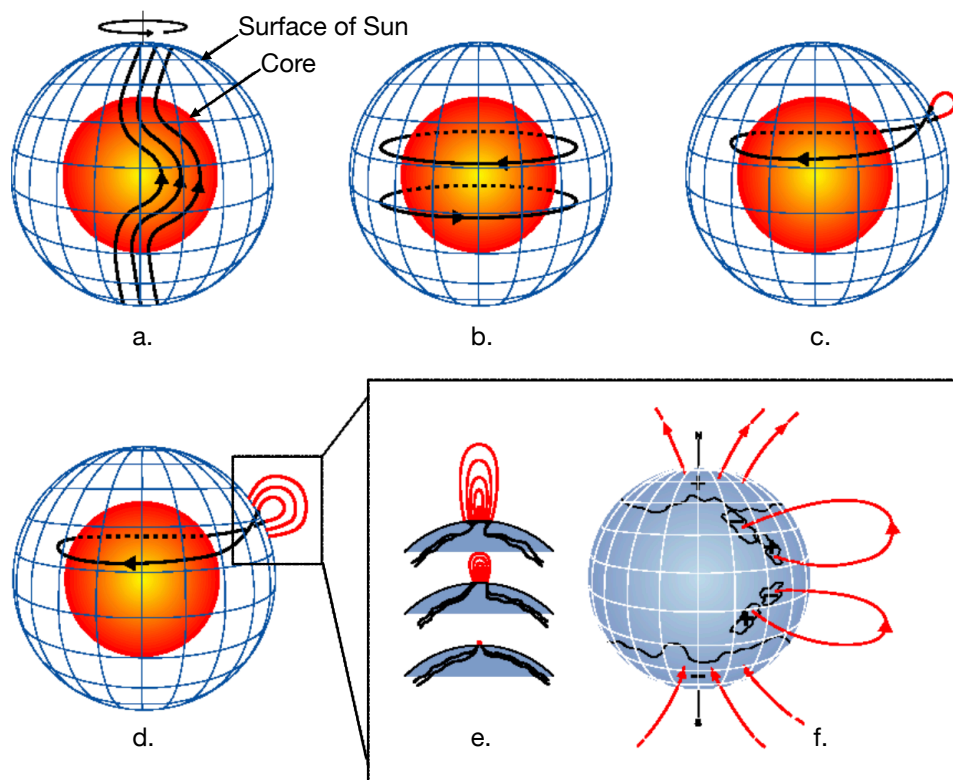 Surface of Sun
Core
a.
b.
c.
d.
e.
N
+
+
−
−
+
−
S
f.